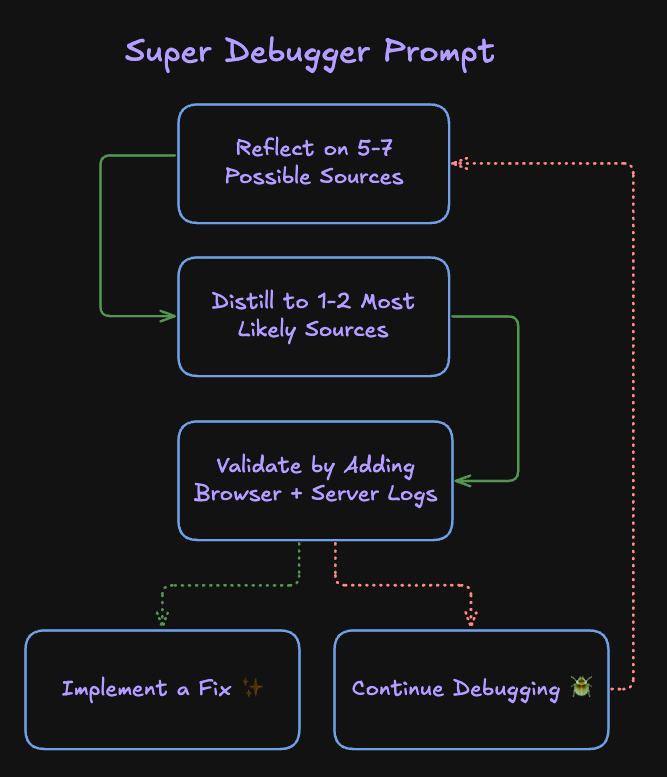 Super Debugger Prompt
Reflect on 5-7
Possible Sources
Distill to 1-2 Most
Likely Sources
Validate by Adding
Browser + Server Logs
Implement a Fix ✨
Continue Debugging 🪲